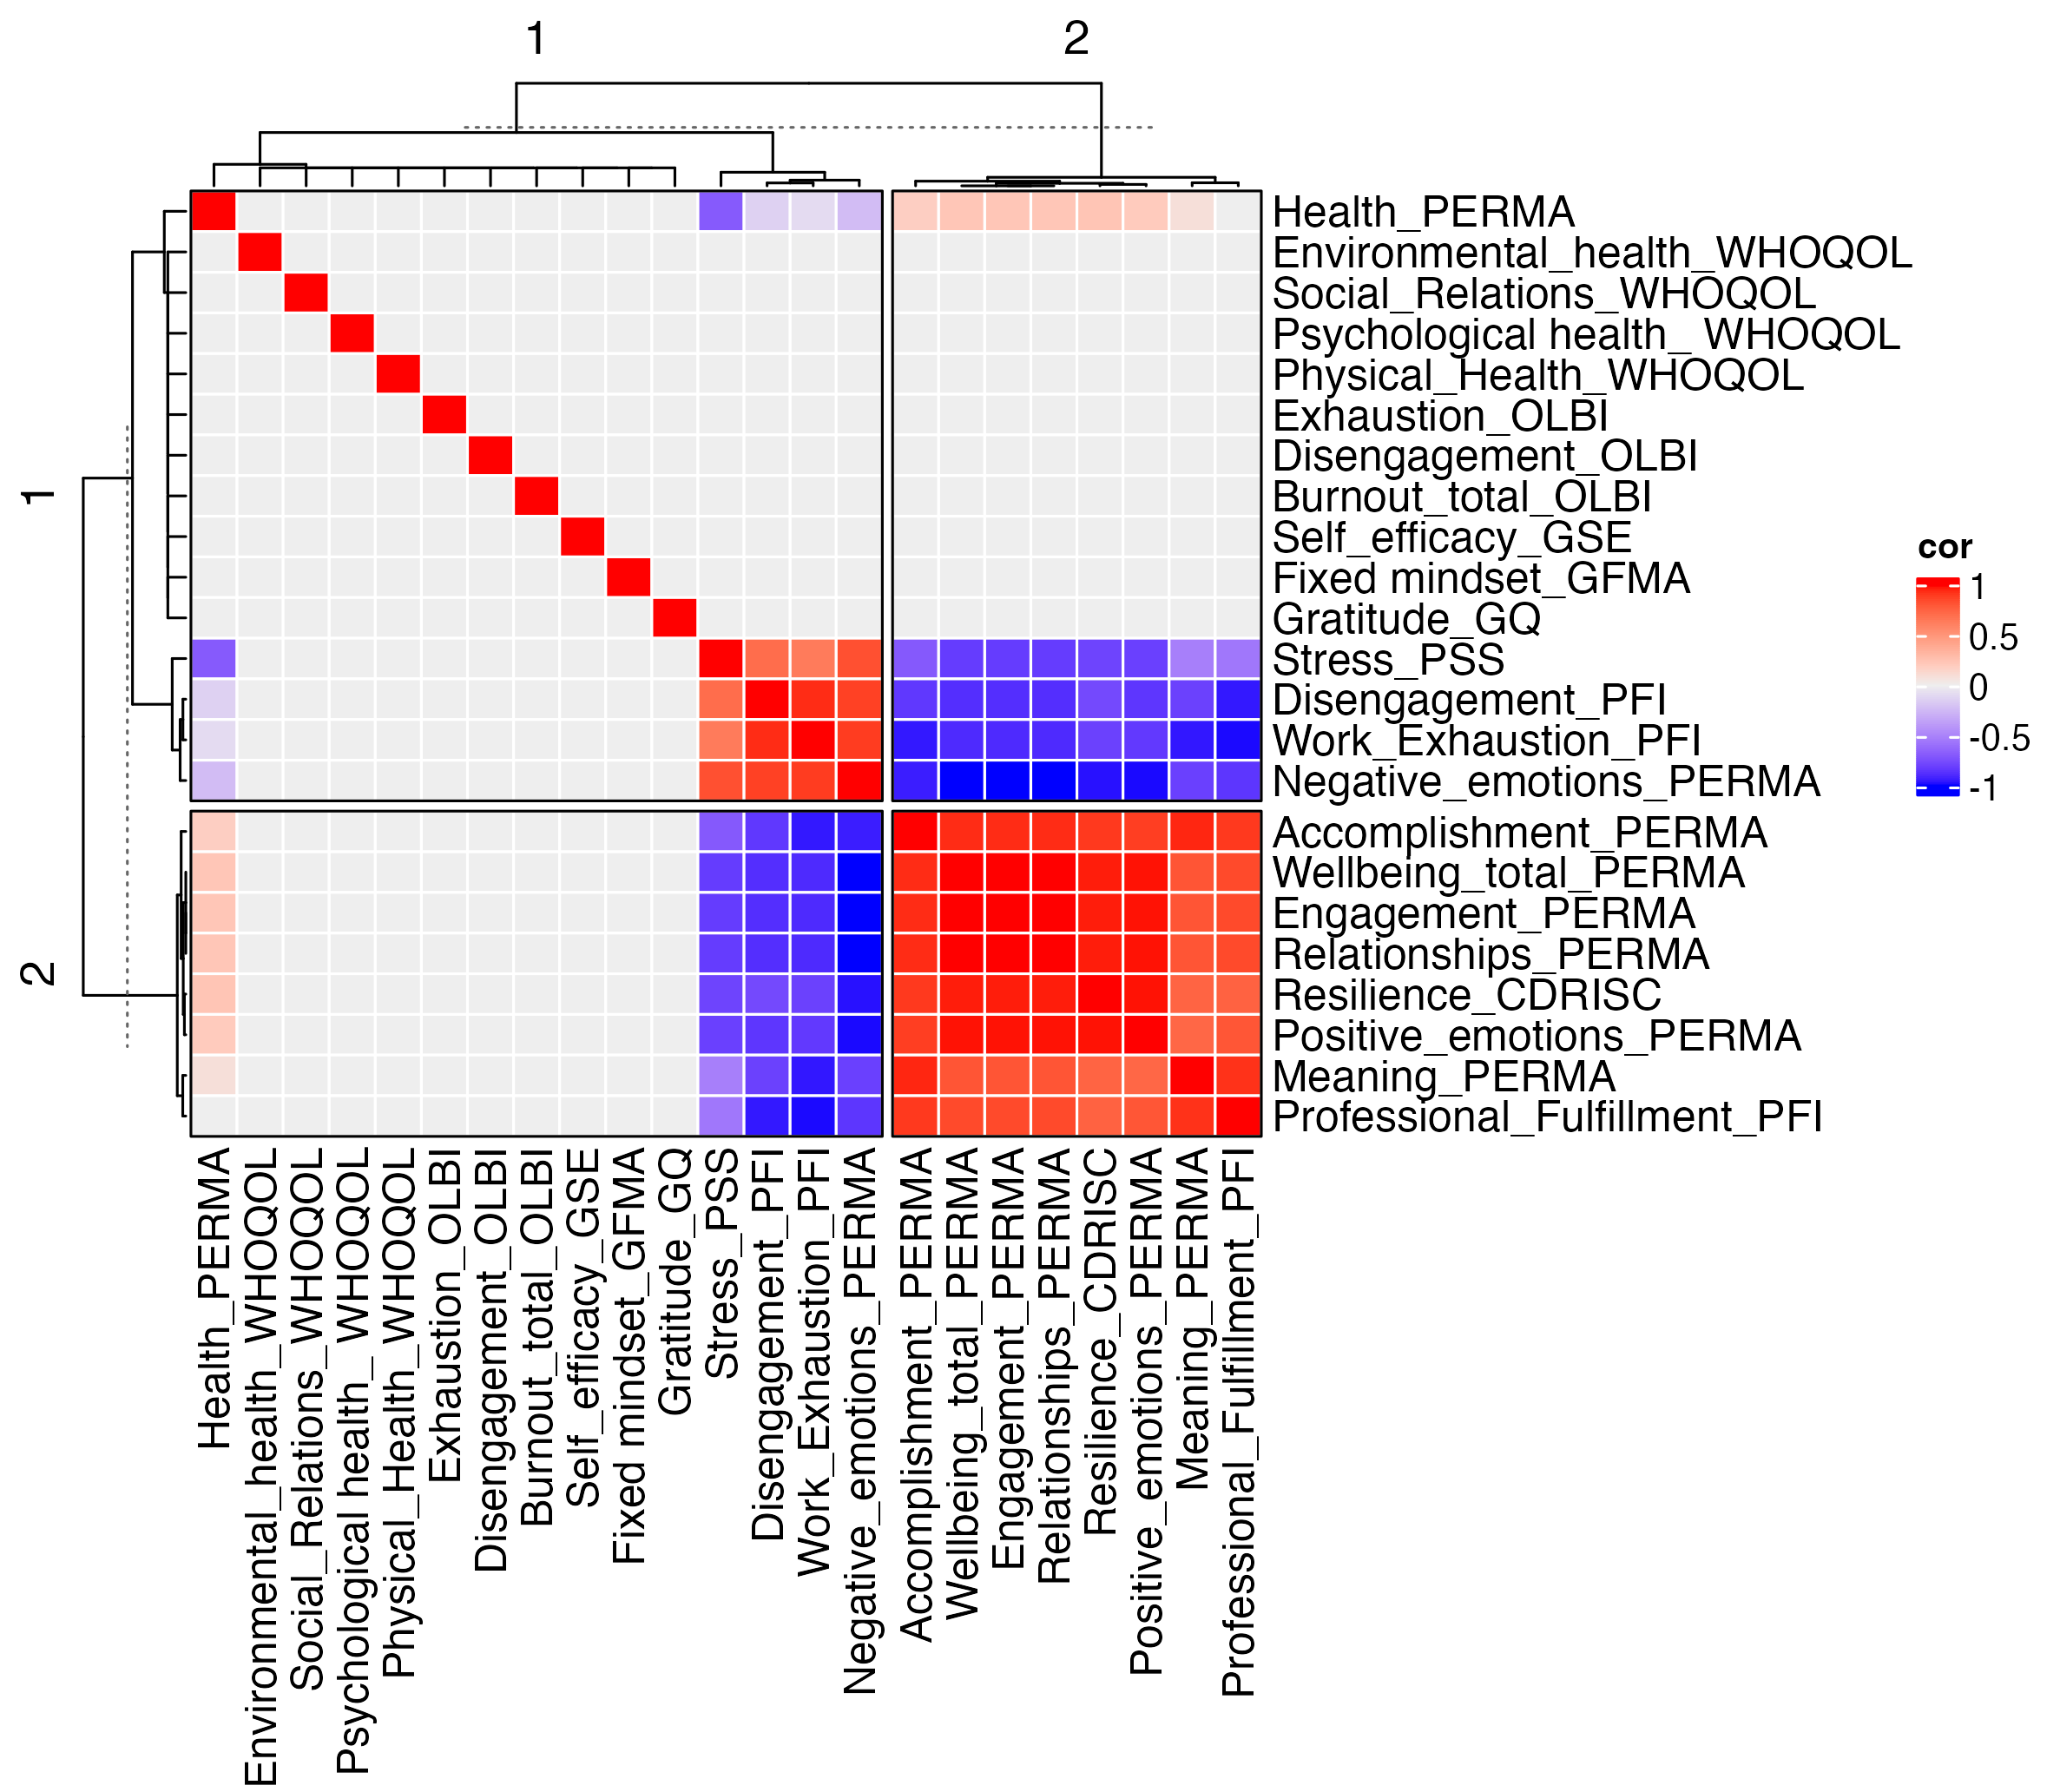 1
2
1
2
Health_PERMA
Environmental_health_WHOQOL
Social_Relations_WHOQOL
Psychological health_ WHOQOL
Physical_Health_WHOQOL
Exhaustion_OLBI
Disengagement_OLBI
Burnout_total_OLBI
Self_efficacy_GSE
Fixed mindset_GFMA
Gratitude_GQ
Stress_PSS
Disengagement_PFI
Work_Exhaustion_PFI
Negative_emotions_PERMA
Accomplishment_PERMA
Wellbeing_total_PERMA
Engagement_PERMA
Relationships_PERMA
Resilience_CDRISC
Positive_emotions_PERMA
Meaning_PERMA
Professional_Fulfillment_PFI
cor
1
0.5
0
-0.5
-1
Health_PERMA
Environmental_health_WHOQOL
Social_Relations_WHOQOL
Psychological health_ WHOQOL
Physical_Health_WHOQOL
Exhaustion_OLBI
Disengagement_OLBI
Burnout_total_OLBI
Self_efficacy_GSE
Fixed mindset_GFMA
Gratitude_GQ
Stress_PSS
Disengagement_PFI
Work_Exhaustion_PFI
Negative_emotions_PERMA
Accomplishment_PERMA
Wellbeing_total_PERMA
Engagement_PERMA
Relationships_PERMA
Resilience_CDRISC
Positive_emotions_PERMA
Meaning_PERMA
Professional_Fulfillment_PFI